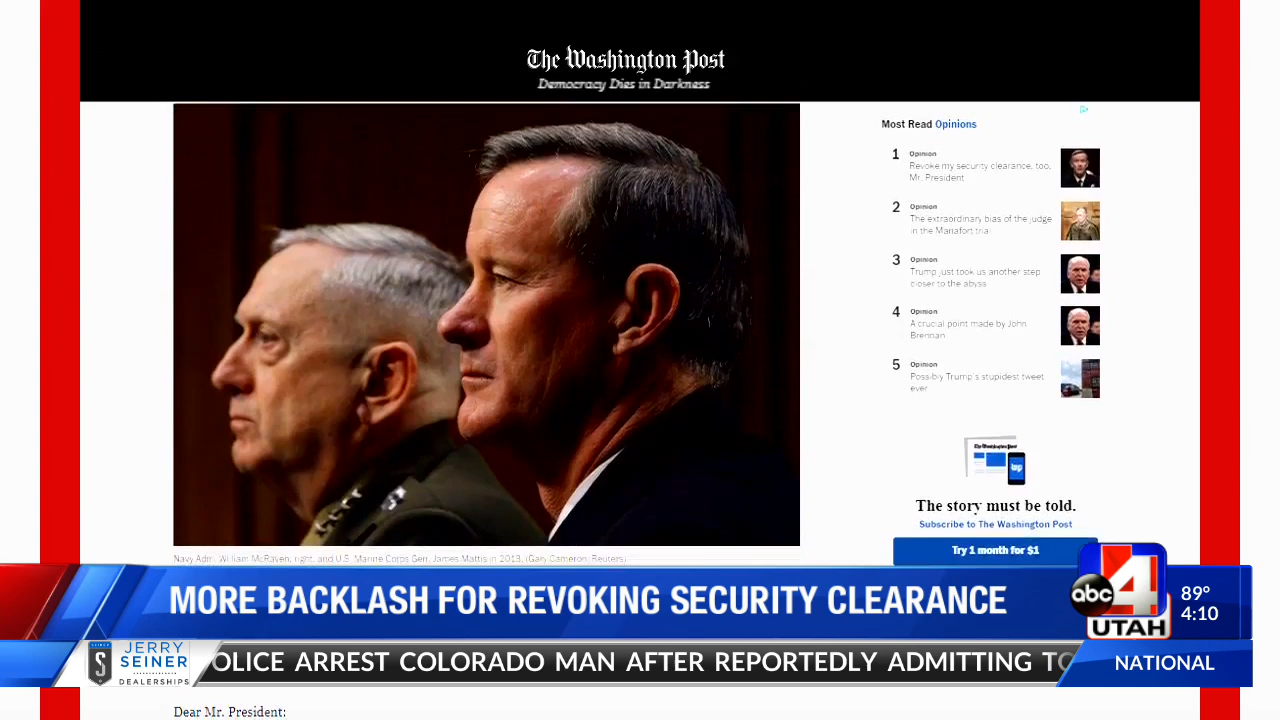 The Washington Post
Democracy Dies in Darkness
Most Read Opinions
1
Opinion
Revoke my security clearance, too,
Mr. President
2
Opinion
The extraordinary bias of the judge
in the Manafort trial
3
Opinion
Trump just took us another step
closer to the abyss
4
Opinion
A crucial point made by John
Brennan
5
Opinion
Possibly Trump's stupidest tweet
ever
The Washington Post
wp
The story must be told.
Subscribe to The Washington Post
Try 1 month for $1
Navy Adm. William McRaven, right, and U.S. Marine Corps Gen. James Mattis in 2013. (Gary Cameron/Reuters)
MORE BACKLASH FOR REVOKING SECURITY CLEARANCE
abc
4
UTAH
89°
4:10
SEINER
S
JERRY
SEINER
DEALERSHIPS
OLICE ARREST COLORADO MAN AFTER REPORTEDLY ADMITTING TO
NATIONAL
Dear Mr. President: